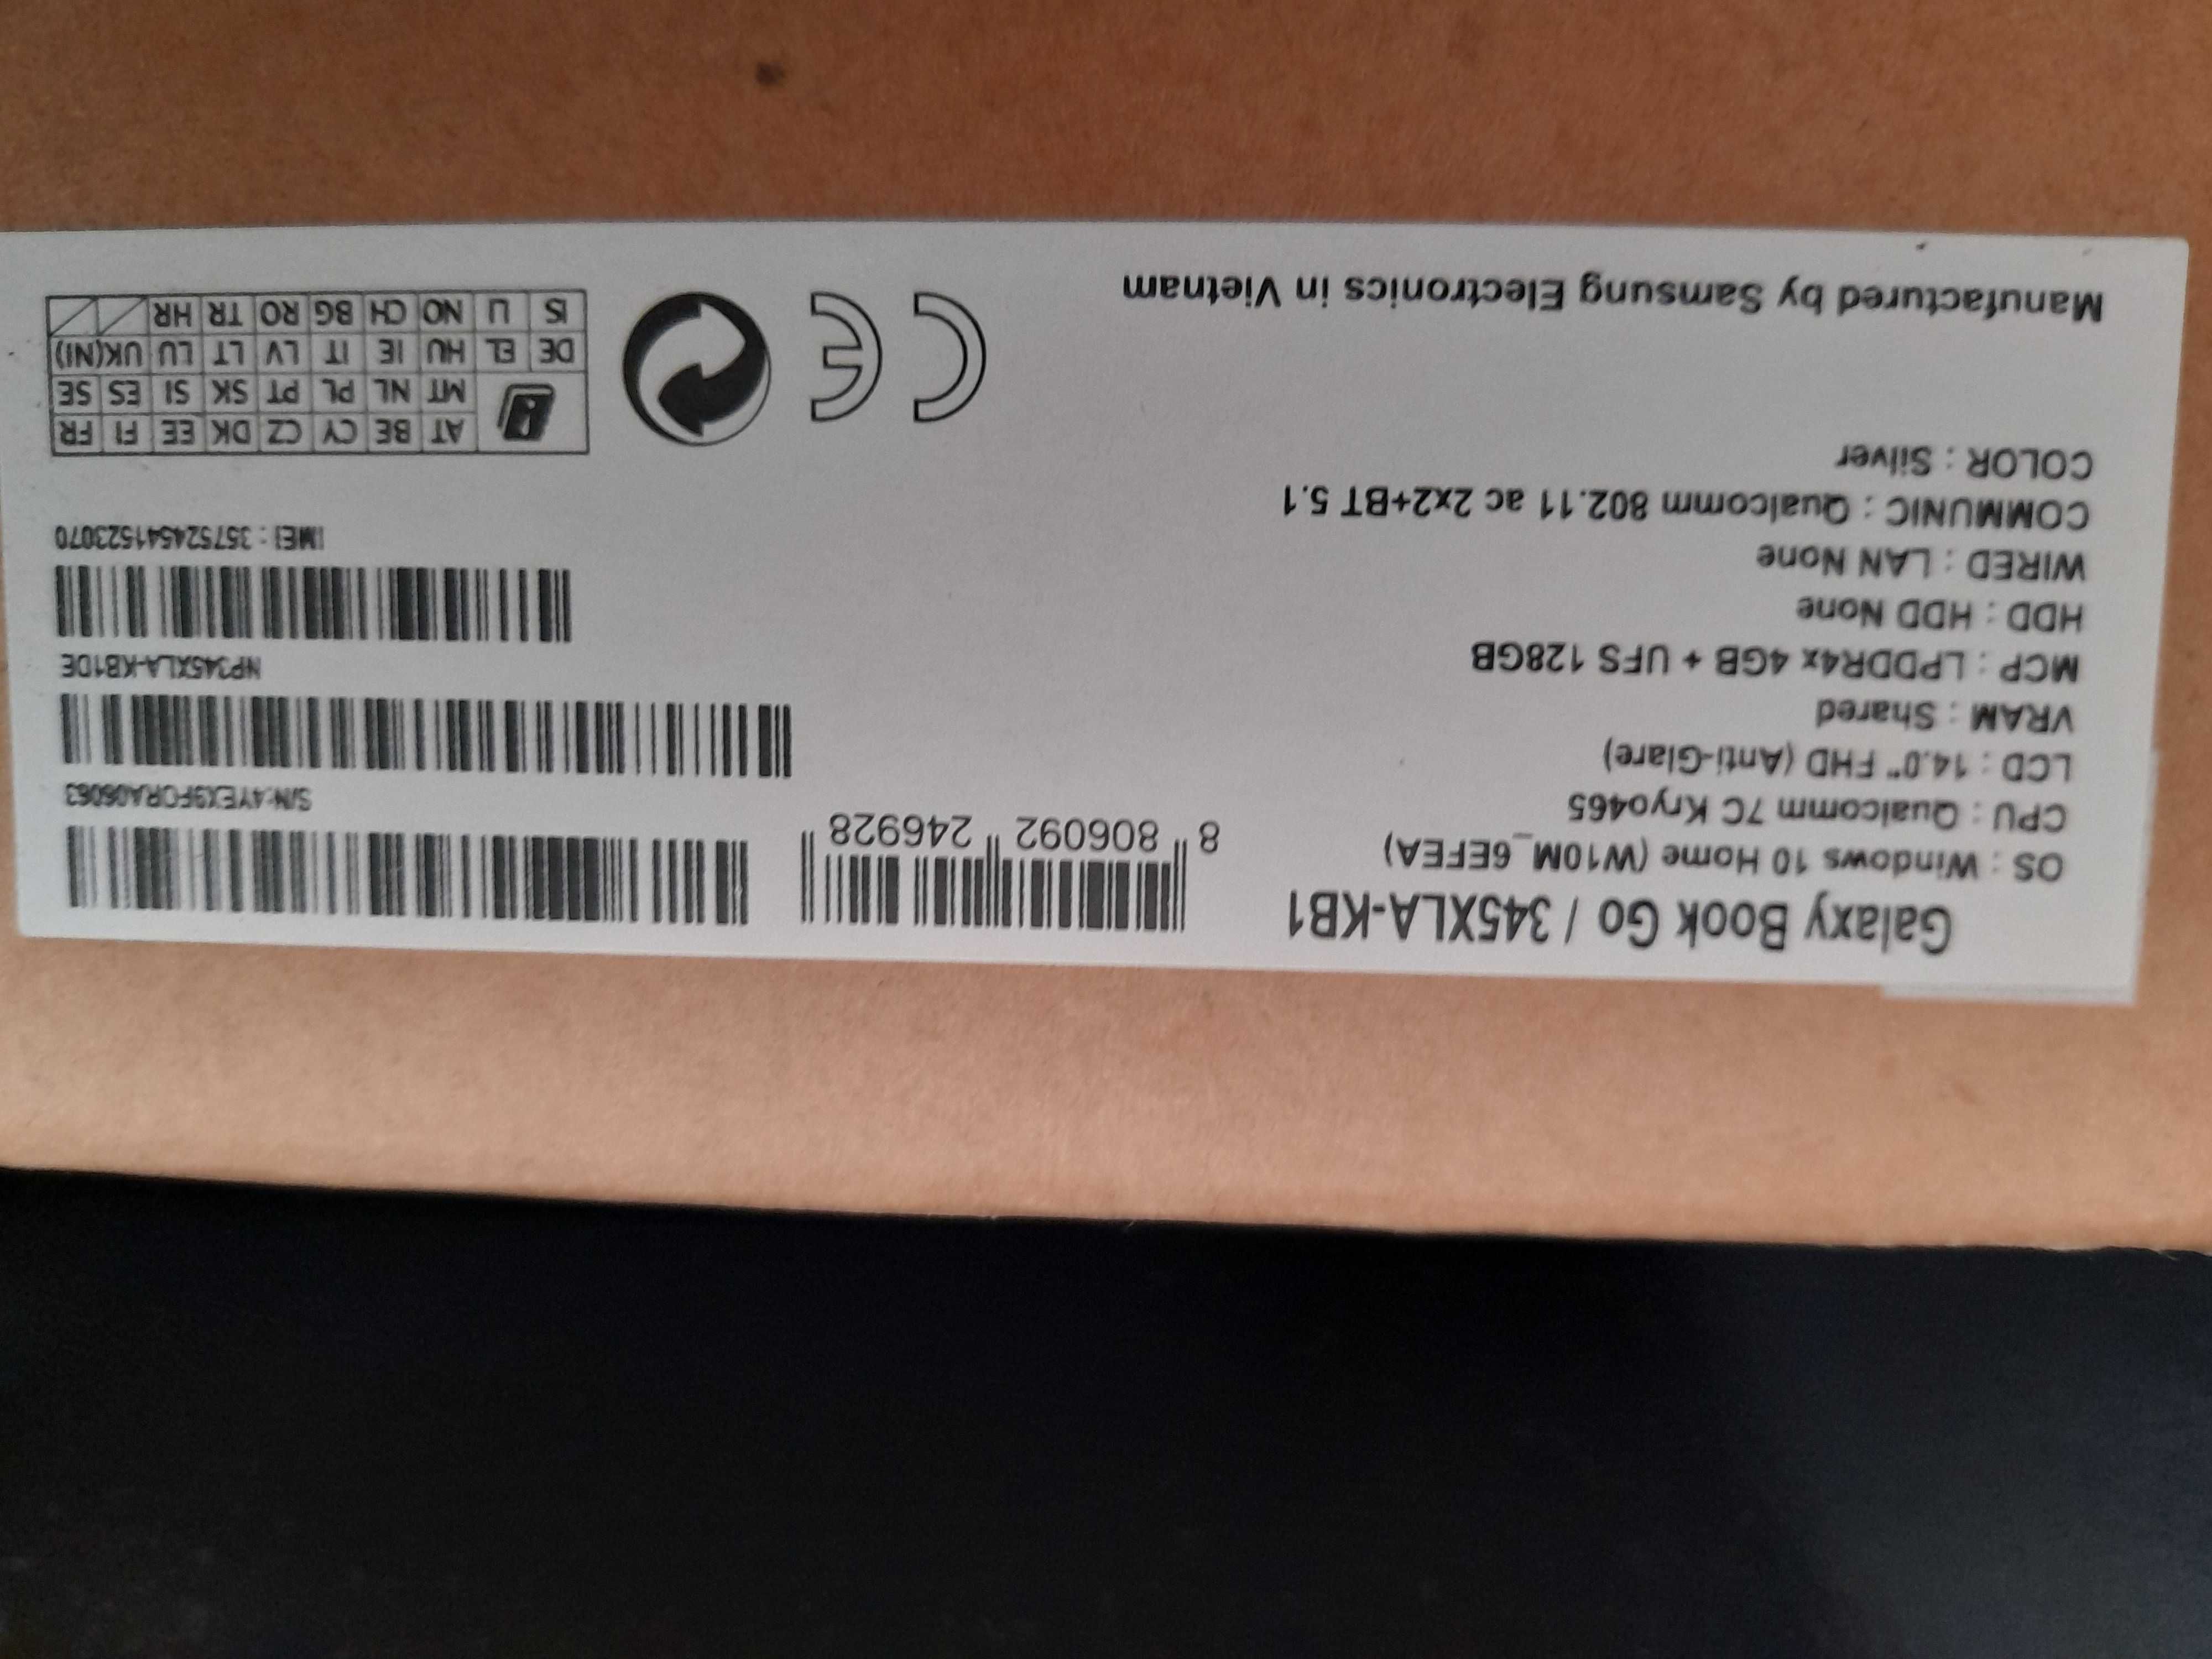 Galaxy Book Go / 345XLA-KB1
OS : Windows 10 Home (W10M_6EFEA)
CPU : Qualcomm 7C Kryo465
LCD : 14.0" FHD (Anti-Glare)
VRAM : Shared
MCP : LPDDR4x 4GB + UFS 128GB
HDD : HDD None
WIRED : LAN None
COMMUNIC : Qualcomm 802.11 ac 2x2+BT 5.1
COLOR : Silver
Manufactured by Samsung Electronics in Vietnam
8 806092 246928
S/N:4YEX9FORA06063
NP345XLA-KB1DE
IMEI : 357524541523070
CE
AT BE CY CZ DK EE FI FR
MT NL PL PT SK SI ES SE
DE EL HU IE IT LV LT LU UK(NI)
IS LI NO CH BG RO TR HR